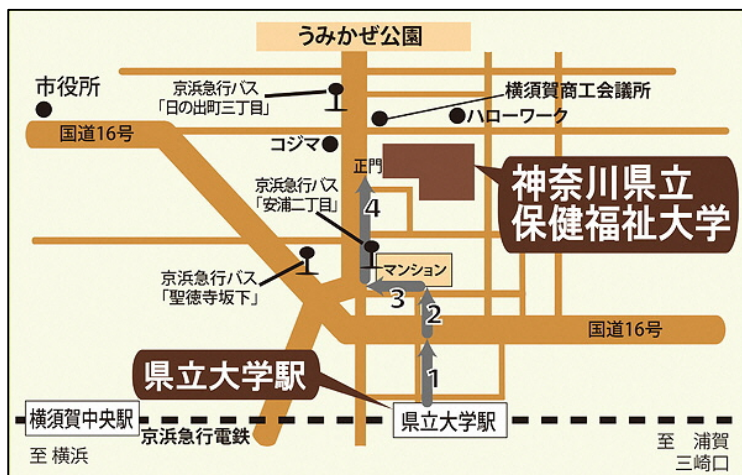 うみかぜ公園
市役所
京浜急行バス
「日の出町三丁目」
横須賀商工会議所
ハローワーク
国道16号
コジマ
正門
神奈川県立
保健福祉大学
京浜急行バス
「安浦二丁目」
4
マンション
京浜急行バス
「聖徳寺坂下」
3
2
国道16号
県立大学駅
1
横須賀中央駅
県立大学駅
京浜急行電鉄
至 横浜
至 浦賀
三崎口